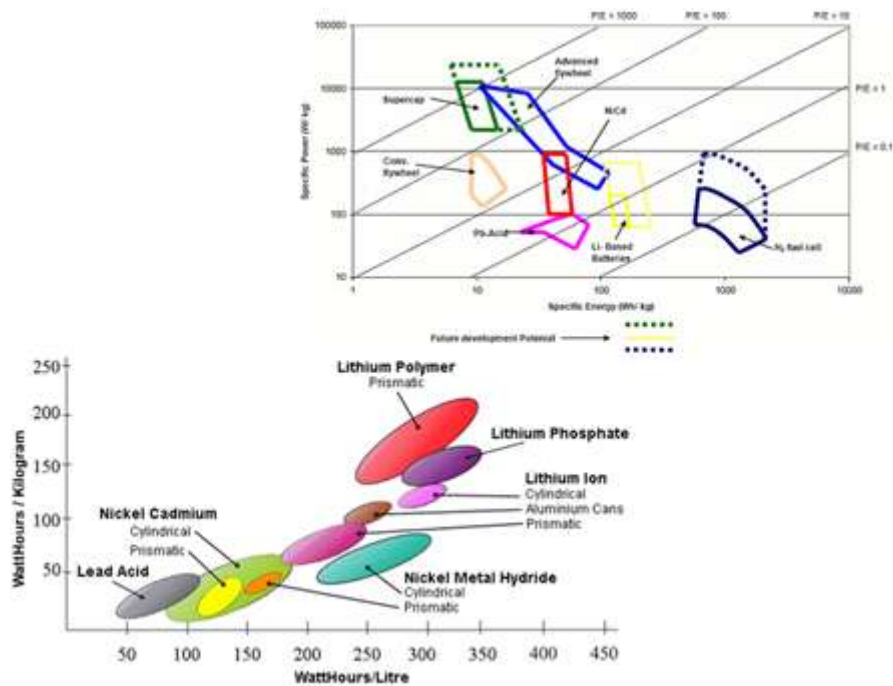 P/E = 1000
P/E = 100
P/E = 10
100000
10000
1000
100
10
Specific Power (W/ kg)
Supercap
Advanced flywheel
Ni/Cd
P/E = 1
P/E = 0.1
Conv. flywheel
Pb-Acid
Li- Based Batteries
fuel cell
1
10
100
1000
10000
Specific Energy (Wh/ kg)
Future development Potential
250
200
150
100
50
WattHours / Kilogram
Lithium Polymer
Prismatic
Lithium Phosphate
Lithium Ion
Cylindrical
Aluminium Cans
Prismatic
Nickel Cadmium
Cylindrical
Prismatic
Lead Acid
Nickel Metal Hydride
Cylindrical
Prismatic
50
100
150
200
250
300
350
400
450
WattHours/Litre